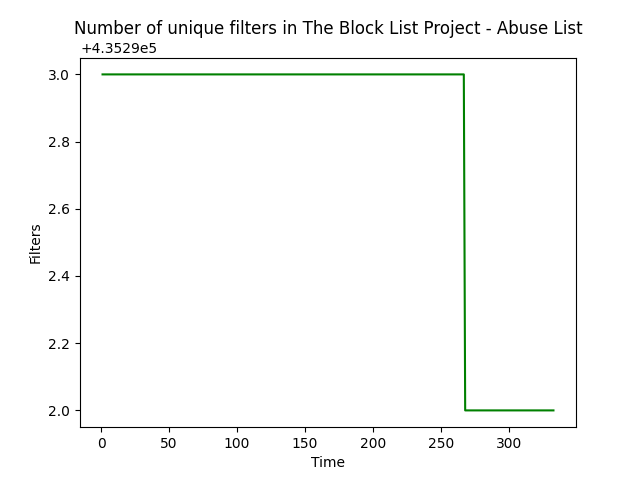 Number of unique filters in The Block List Project - Abuse List
+4.3529e5
3.0
2.8
2.6
2.4
2.2
2.0
Filters
0 50 100 150 200 250 300
Time